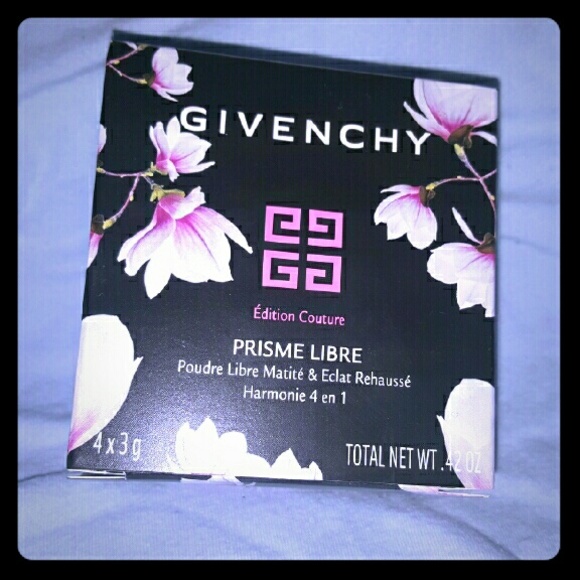 GIVENCHY
Édition Couture
PRISME LIBRE
Poudre Libre Matité & Eclat Rehaussé
Harmonie 4 en 1
4 x 3 g
TOTAL NET WT .42 OZ